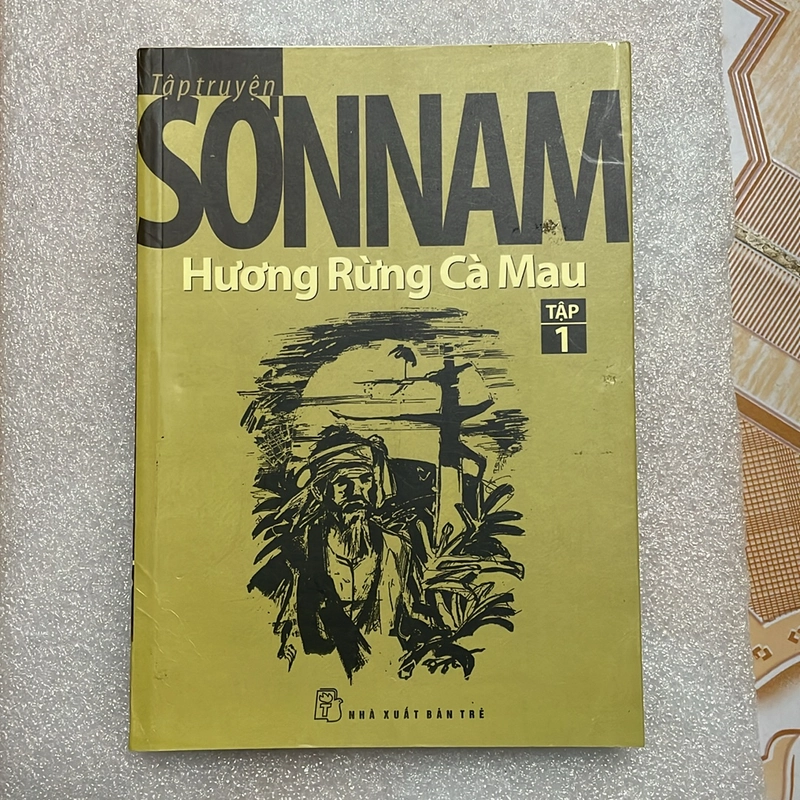 Tập truyện
SƠN NAM
Hương Rừng Cà Mau
TẬP
1
NHÀ XUẤT BẢN TRẺ